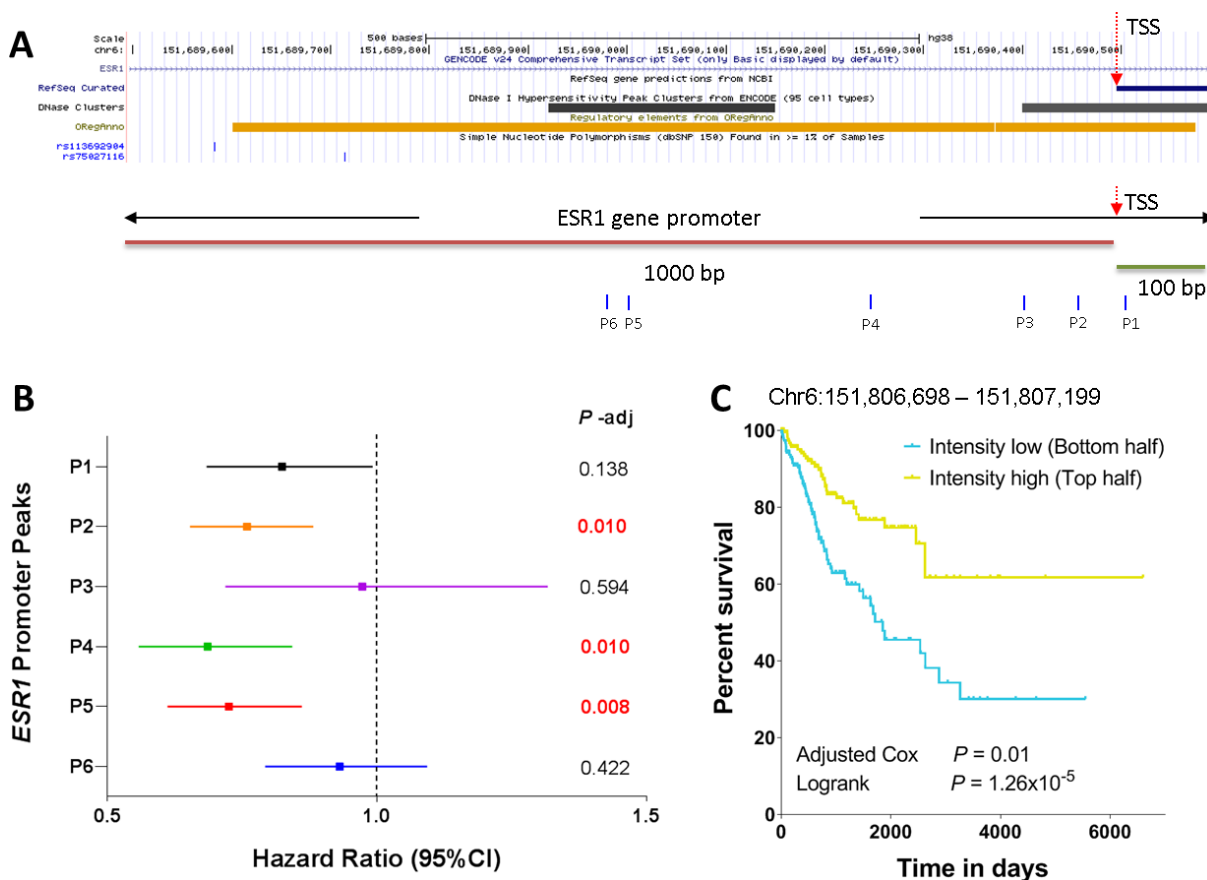 A
Scale 500 bases hg38
chr6: 151,689,600 151,689,700 151,689,800 151,689,900 151,690,000 151,690,100 151,690,200 151,690,300 151,690,400 151,690,500
TSS
GENCODE v24 Comprehensive Transcript Set (only Basic displayed by default)
ESR1
RefSeq gene predictions from NCBI
RefSeq Curated
DNase I Hypersensitivity Peak Clusters from ENCODE (95 cell types)
DNase Clusters
Regulatory elements from ORegAnno
ORegAnno
Simple Nucleotide Polymorphisms (dbSNP 150) Found in >= 1% of Samples
rs113692904
rs75027116
ESR1 gene promoter
TSS
1000 bp
100 bp
P6 P5 P4 P3 P2 P1
B
P -adj
ESR1 Promoter Peaks
P1 0.138
P2 0.010
P3 0.594
P4 0.010
P5 0.008
P6 0.422
0.5 1.0 1.5
Hazard Ratio (95%CI)
C
Chr6:151,806,698 – 151,807,199
Intensity low (Bottom half)
Intensity high (Top half)
Percent survival
100
80
60
40
20
0
Adjusted Cox P = 0.01
Logrank P = 1.26x10⁻⁵
0 2000 4000 6000
Time in days